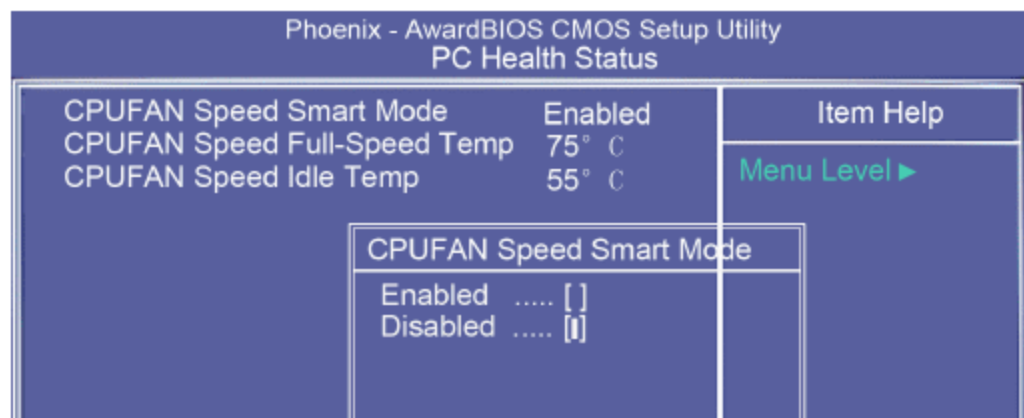 Phoenix - AwardBIOS CMOS Setup Utility
PC Health Status
CPUFAN Speed Smart Mode Enabled
CPUFAN Speed Full-Speed Temp 75° C
CPUFAN Speed Idle Temp 55° C
Item Help
Menu Level ►
CPUFAN Speed Smart Mode
Enabled ..... [ ]
Disabled ..... [▮]